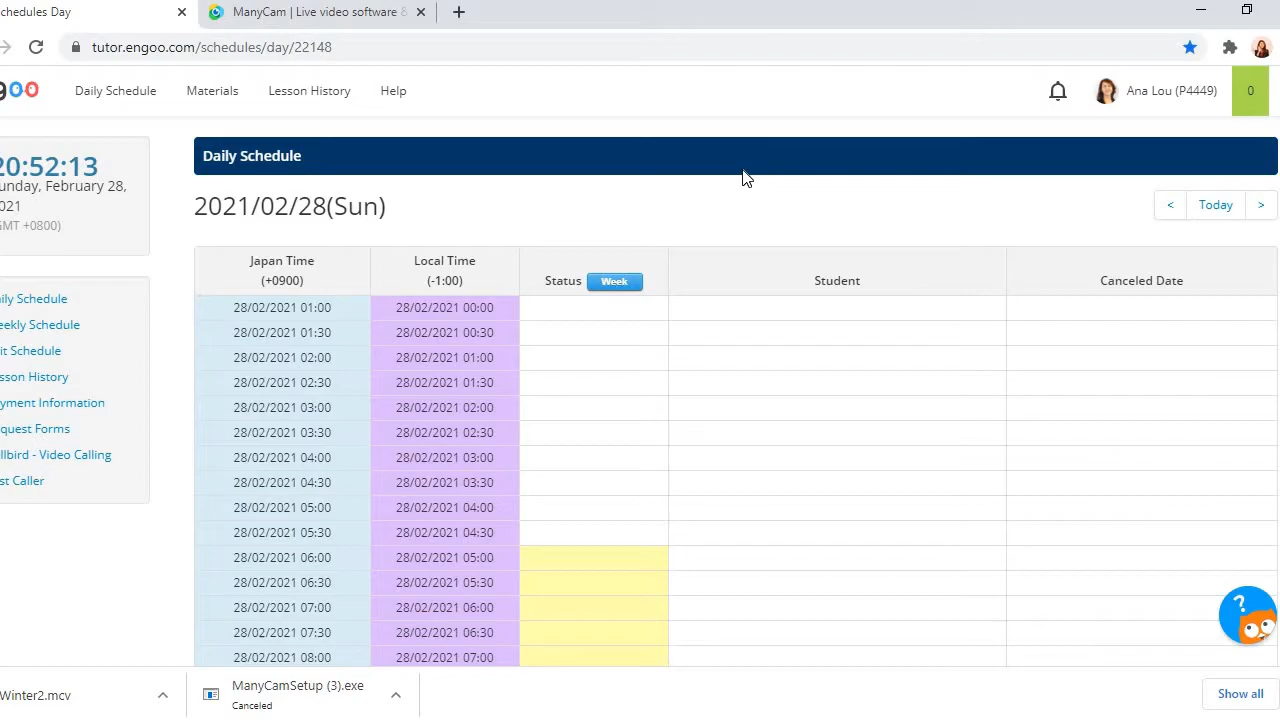 chedules Day
ManyCam | Live video software &
tutor.engoo.com/schedules/day/22148
goo
Daily Schedule
Materials
Lesson History
Help
Ana Lou (P4449)
0
20:52:13
unday, February 28,
021
GMT +0800)
Daily Schedule
2021/02/28(Sun)
<
Today
>
ily Schedule
eekly Schedule
it Schedule
sson History
yment Information
quest Forms
llbird - Video Calling
st Caller
Japan Time
(+0900)
Local Time
(-1:00)
Status
Week
Student
Canceled Date
28/02/2021 01:00 28/02/2021 00:00
28/02/2021 01:30 28/02/2021 00:30
28/02/2021 02:00 28/02/2021 01:00
28/02/2021 02:30 28/02/2021 01:30
28/02/2021 03:00 28/02/2021 02:00
28/02/2021 03:30 28/02/2021 02:30
28/02/2021 04:00 28/02/2021 03:00
28/02/2021 04:30 28/02/2021 03:30
28/02/2021 05:00 28/02/2021 04:00
28/02/2021 05:30 28/02/2021 04:30
28/02/2021 06:00 28/02/2021 05:00
28/02/2021 06:30 28/02/2021 05:30
28/02/2021 07:00 28/02/2021 06:00
28/02/2021 07:30 28/02/2021 06:30
28/02/2021 08:00 28/02/2021 07:00
?
Winter2.mcv
ManyCamSetup (3).exe
Canceled
Show all